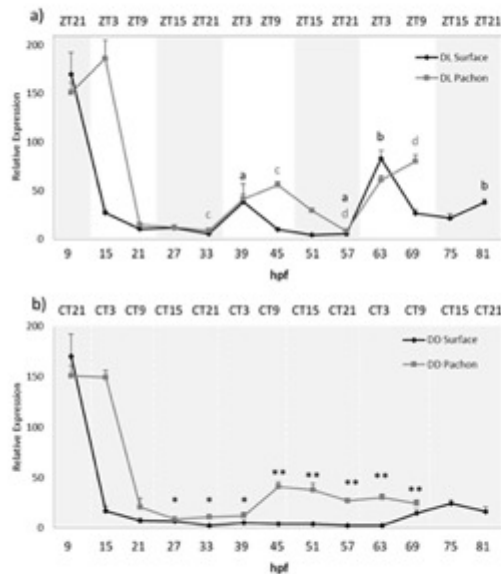 a)
ZT21 ZT3 ZT9 ZT15 ZT21 ZT3 ZT9 ZT15 ZT21 ZT3 ZT9 ZT15 ZT21
200
150
100
50
0
Relative Expression
DL Surface
DL Pachon
a c b d
c a d b
9 15 21 27 33 39 45 51 57 63 69 75 81
hpf
b)
CT21 CT3 CT9 CT15 CT21 CT3 CT9 CT15 CT21 CT3 CT9 CT15 CT21
200
150
100
50
0
Relative Expression
DD Surface
DD Pachon
* * * ** ** ** ** **
9 15 21 27 33 39 45 51 57 63 69 75 81
hpf